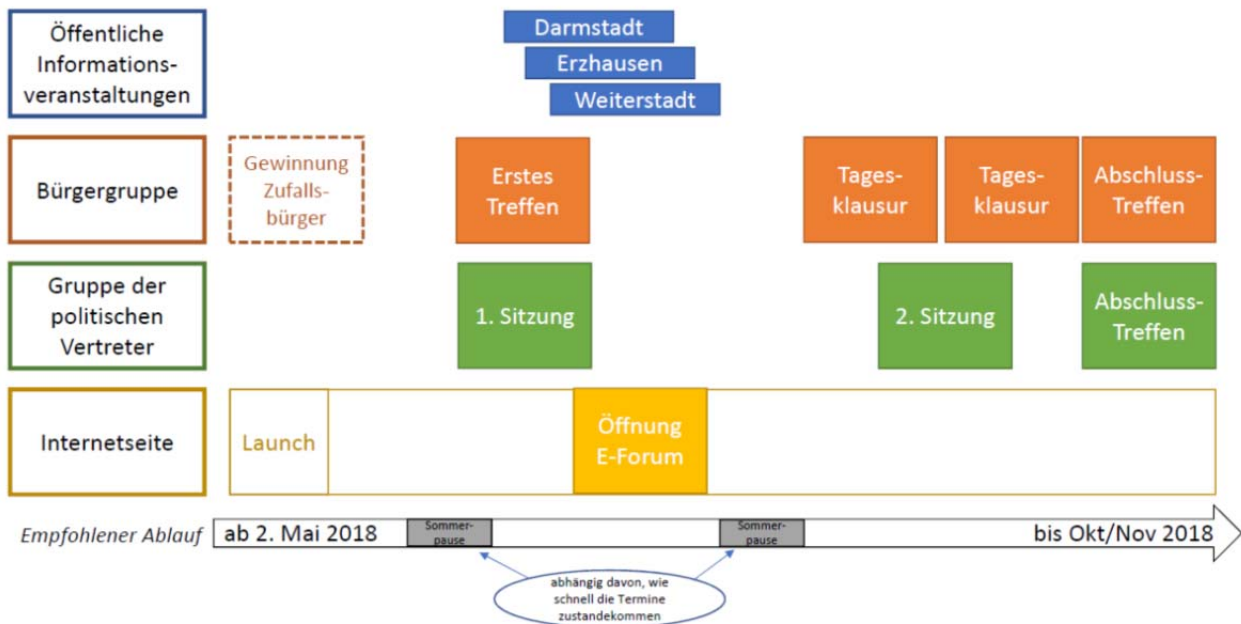 Öffentliche
Informations-
veranstaltungen
Darmstadt
Erzhausen
Weiterstadt
Bürgergruppe
Gewinnung
Zufalls-
bürger
Erstes
Treffen
Tages-
klausur
Tages-
klausur
Abschluss-
Treffen
Gruppe der
politischen
Vertreter
1. Sitzung
2. Sitzung
Abschluss-
Treffen
Internetseite
Launch
Öffnung
E-Forum
Empfohlener Ablauf
ab 2. Mai 2018
Sommer-
pause
Sommer-
pause
bis Okt/Nov 2018
abhängig davon, wie
schnell die Termine
zustandekommen